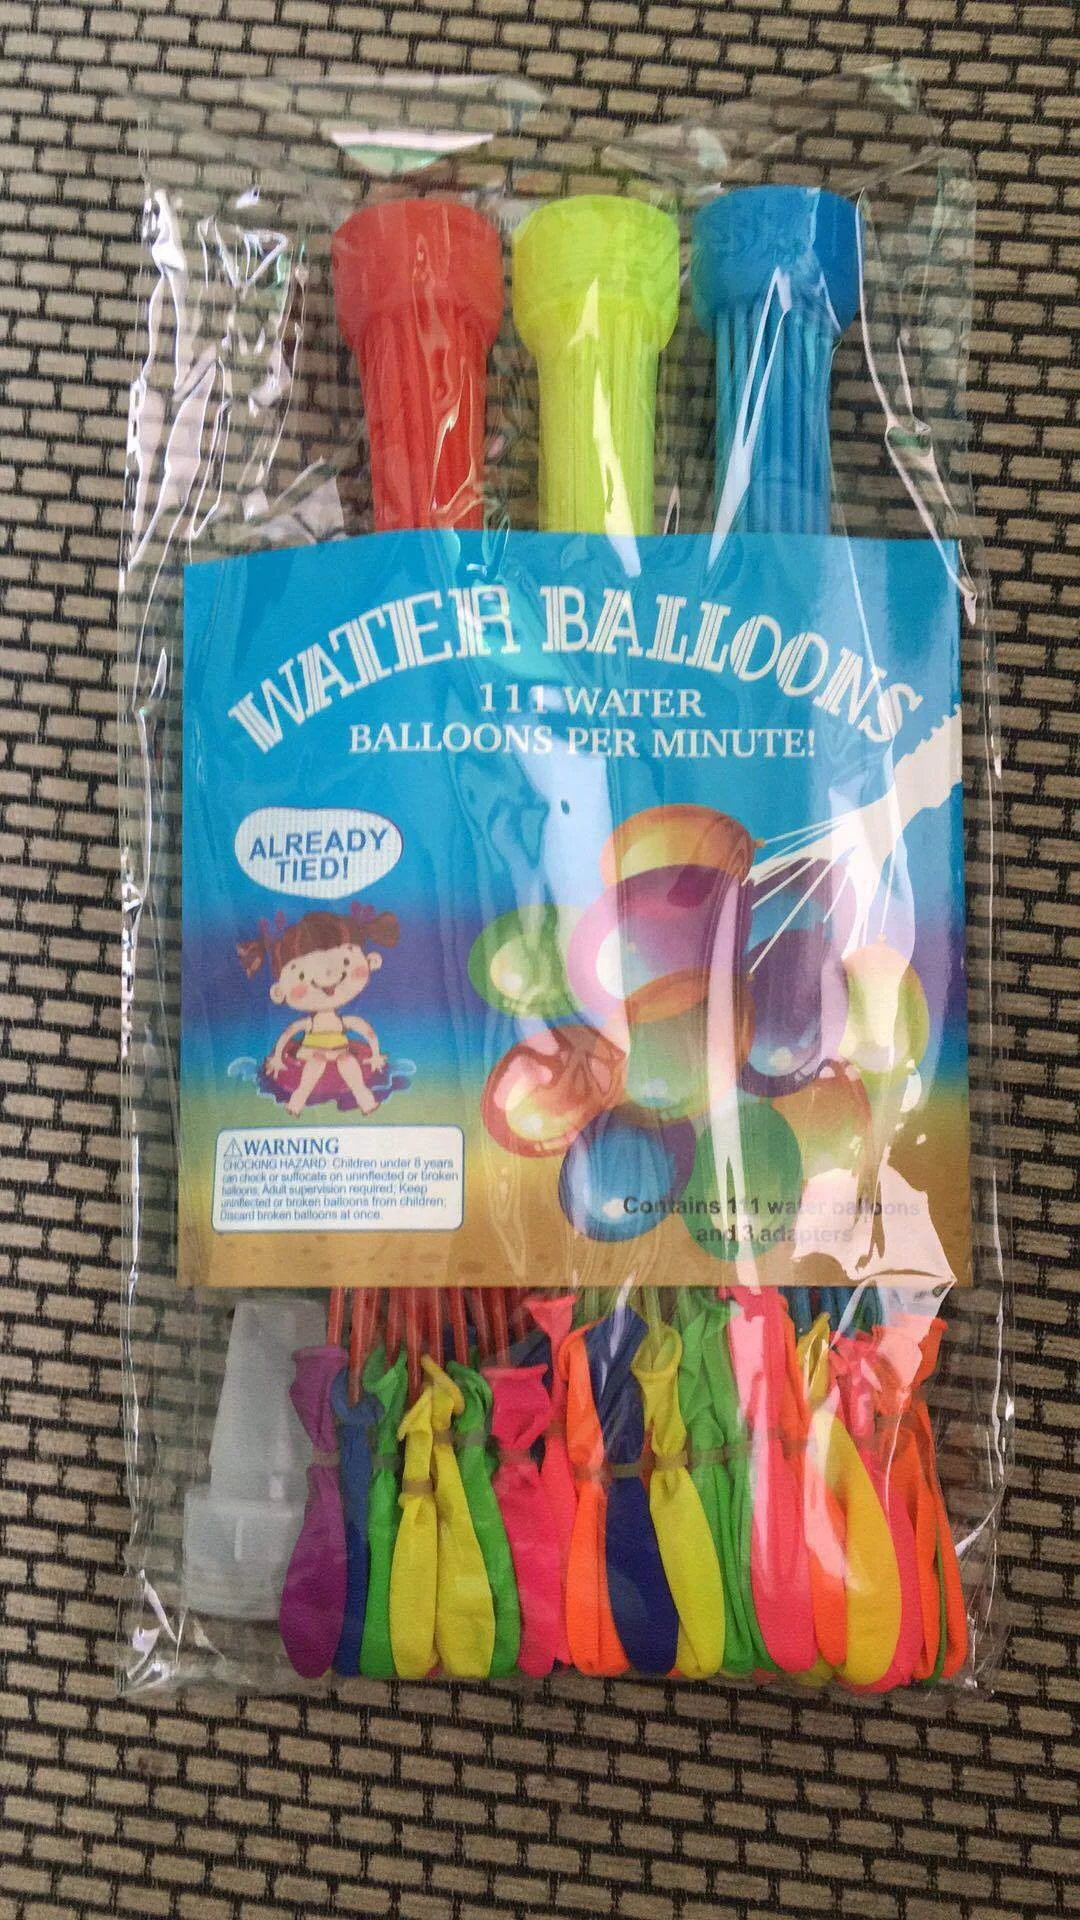 WATER BALLOONS
111 WATER
BALLOONS PER MINUTE!
ALREADY
TIED!
WARNING
CHOCKING HAZARD: Children under 8 years
can chock or suffocate on uninflected or broken
balloons; Adult supervision required; Keep
uninflected or broken balloons from children;
Discard broken balloons at once.
Contains 111 water balloons
and 3 adapters